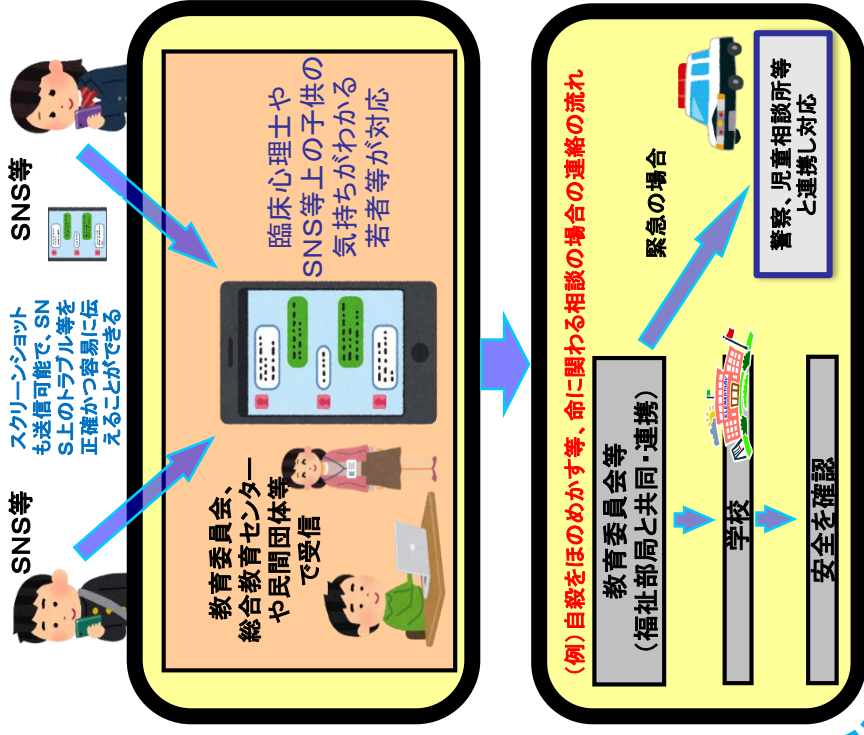 SNS等
スクリーンショット
も送信可能で、SN
S上のトラブル等を
正確かつ容易に伝
えることができる
SNS等
教育委員会、
総合教育センター
や民間団体等
で受信
臨床心理士や
SNS等上の子供の
気持ちがわかる
若者等が対応
(例)自殺をほのめかす等、命に関わる相談の場合の連絡の流れ
教育委員会等
(福祉部局と共同・連携)
緊急の場合
警察、児童相談所等
と連携し対応
ELEMENTARY
学校
安全を確認